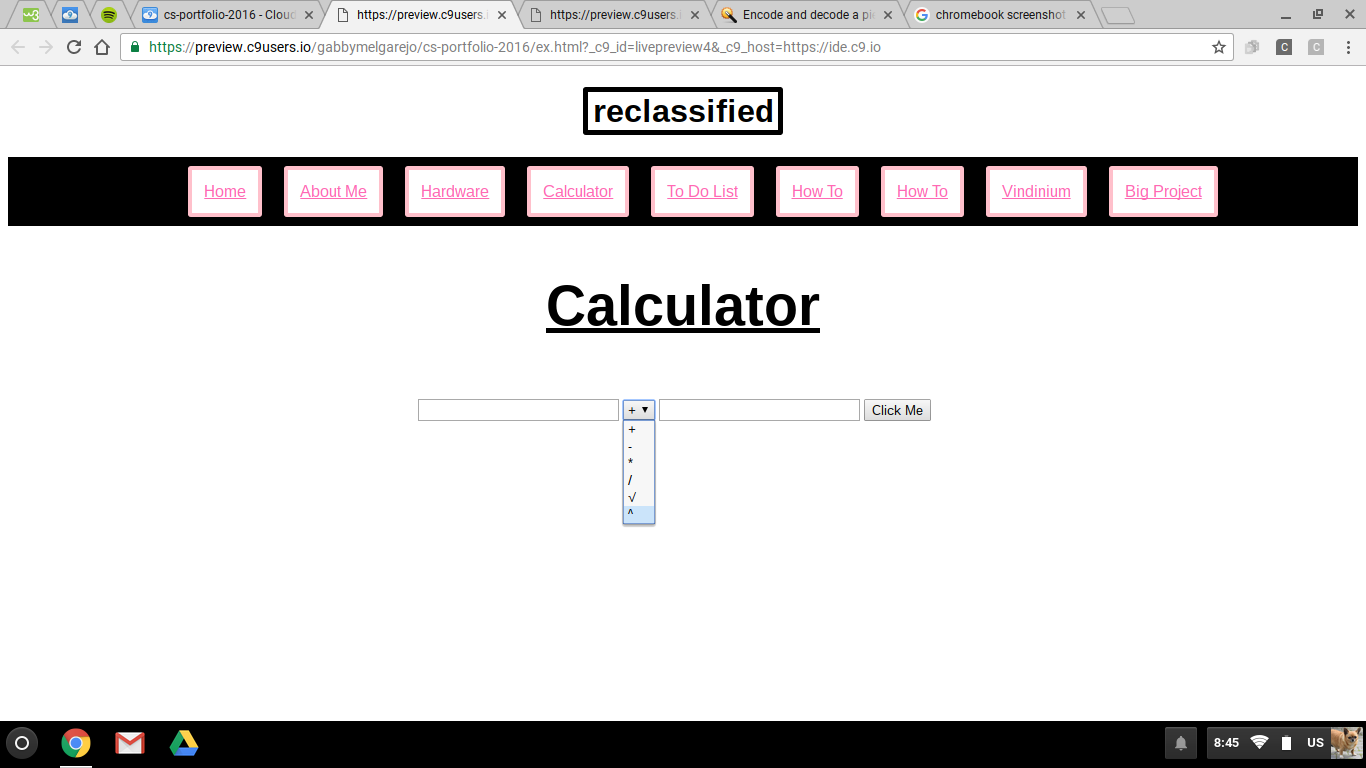 cs-portfolio-2016 - Cloud https://preview.c9users.i https://preview.c9users.i Encode and decode a pi chromebook screenshot
https://preview.c9users.io/gabbymelgarejo/cs-portfolio-2016/ex.html?_c9_id=livepreview4&_c9_host=https://ide.c9.io
reclassified
Home About Me Hardware Calculator To Do List How To How To Vindinium Big Project
Calculator
+ ▼ Click Me
+
-
*
/
√
^
8:45 US